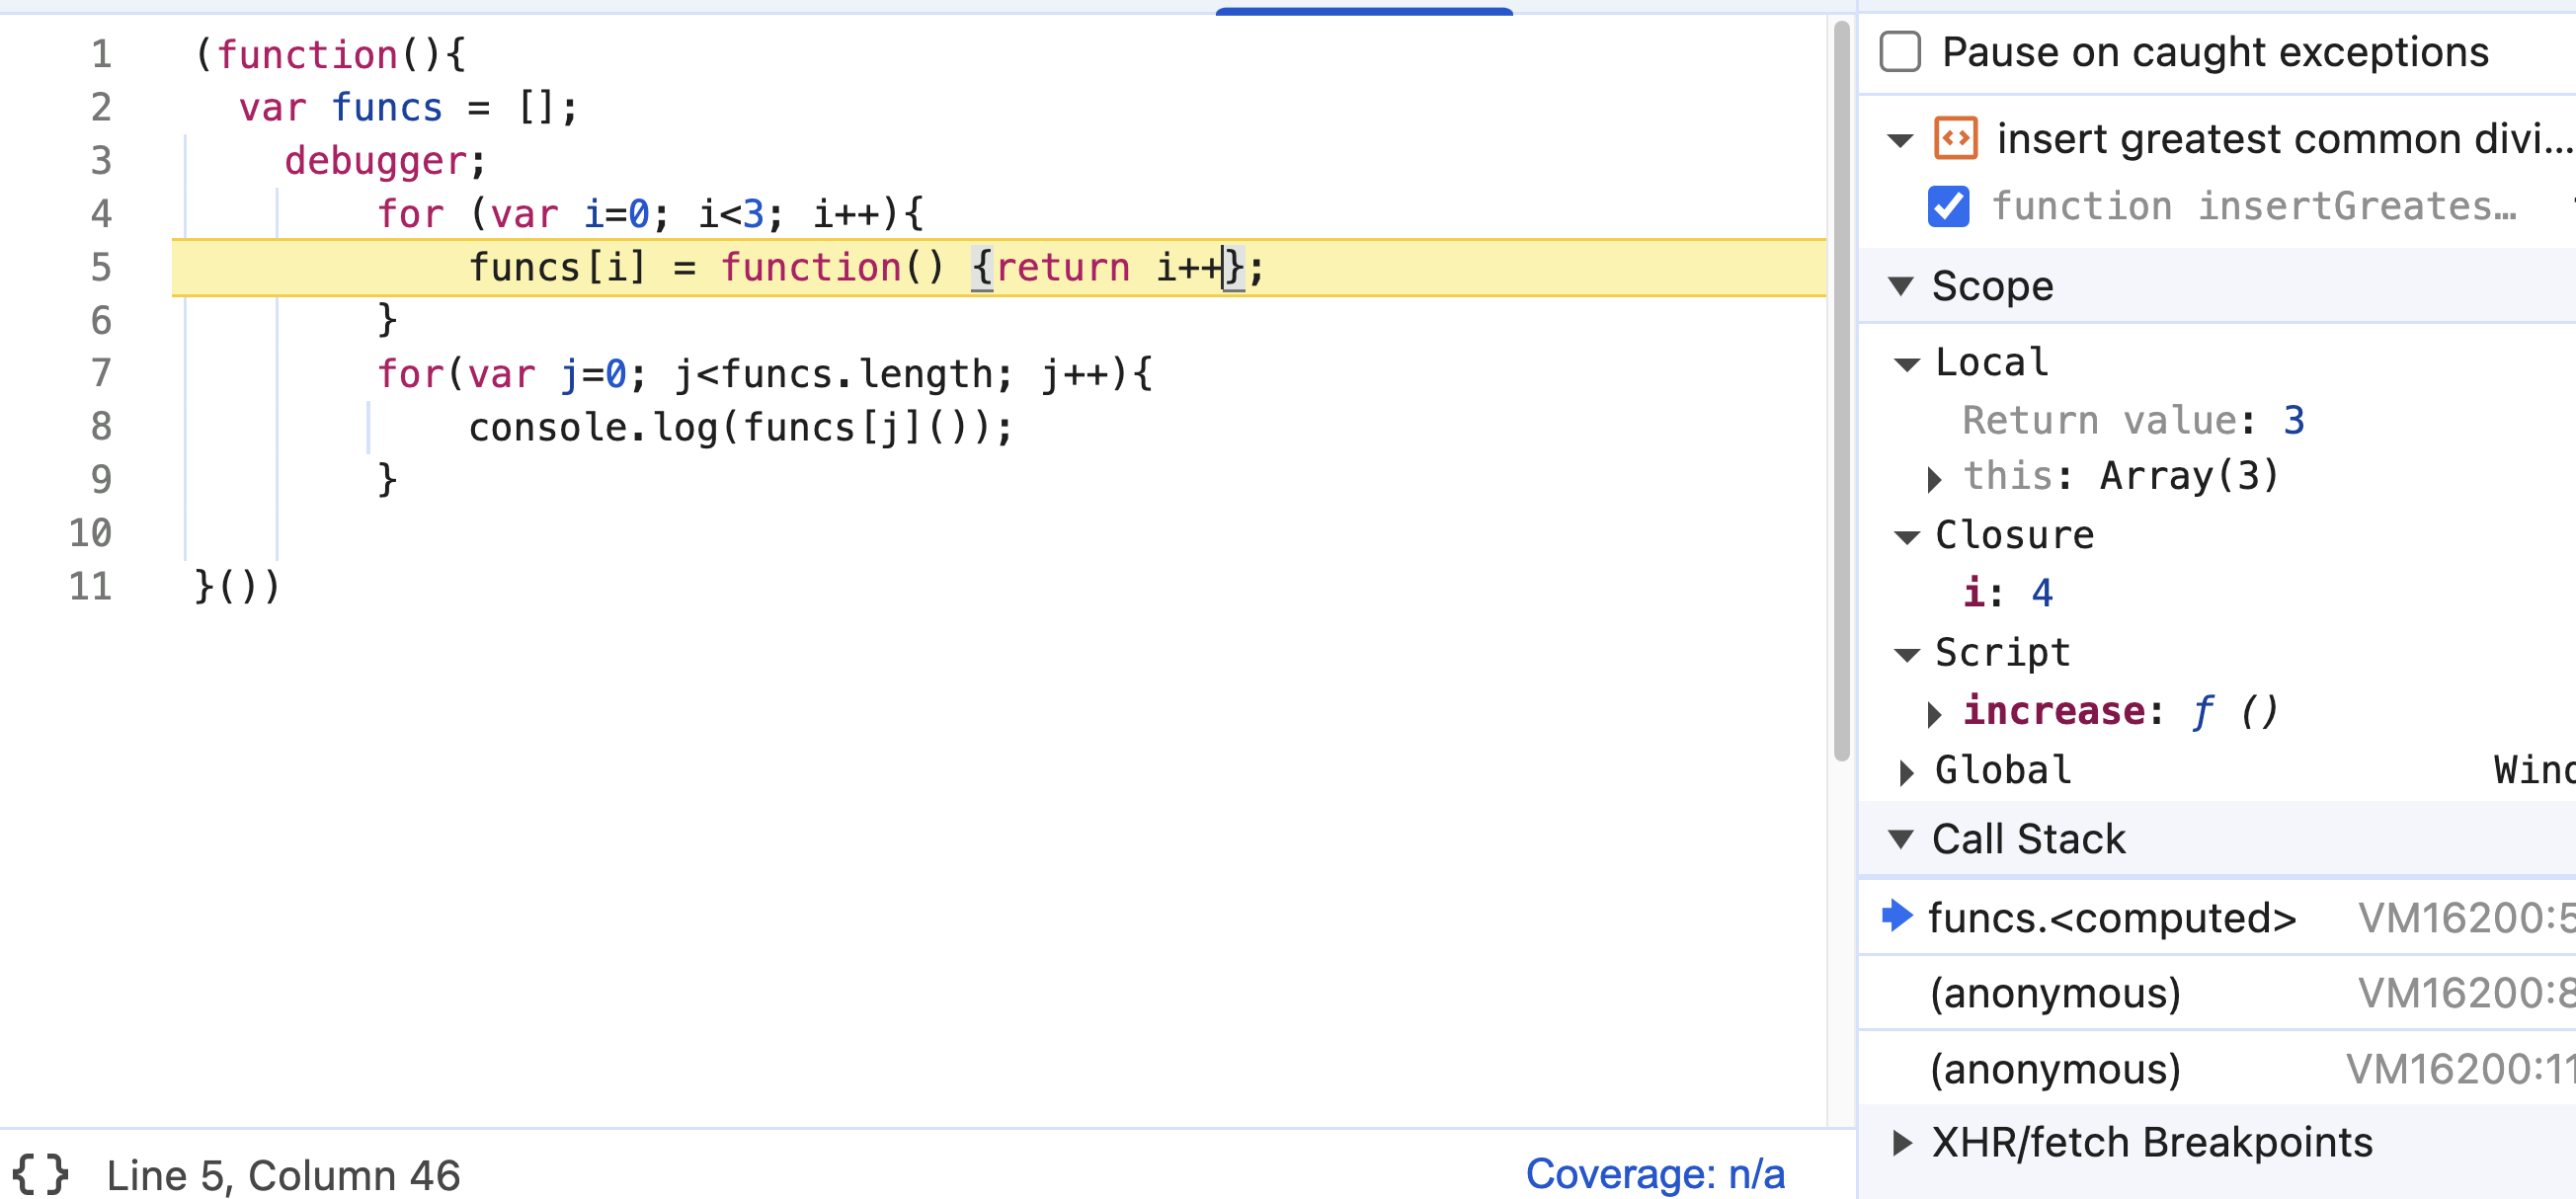 1 (function(){
2 var funcs = [];
3 debugger;
4 for (var i=0; i<3; i++){
5 funcs[i] = function() {return i++};
6 }
7 for(var j=0; j<funcs.length; j++){
8 console.log(funcs[j]());
9 }
10
11 }())
{} Line 5, Column 46
Coverage: n/a
Pause on caught exceptions
insert greatest common divi...
function insertGreates…
Scope
Local
Return value: 3
this: Array(3)
Closure
i: 4
Script
increase: ƒ ()
Global
Call Stack
funcs.<computed> VM16200:5
(anonymous) VM16200:8
(anonymous) VM16200:11
XHR/fetch Breakpoints